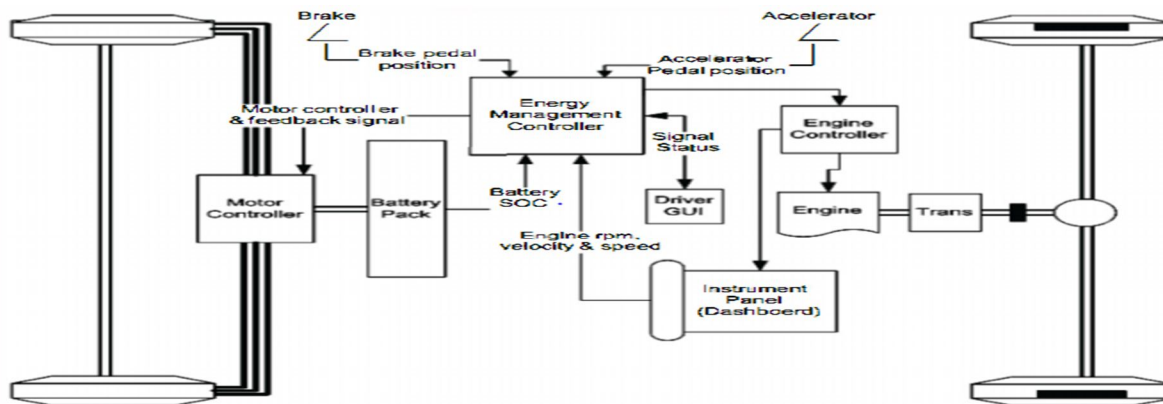 Brake
Accelerator
Brake pedal
position
Accelerator
Pedal position
Energy
Management
Controller
Motor controller
& feedback signal
Engine
Controller
Signal
Status
Motor
Controller
Battery
Pack
Battery
SOC
Driver
GUI
Engine
Trans
Engine rpm,
velocity & speed
Instrument
Panel
(Dashboerd)